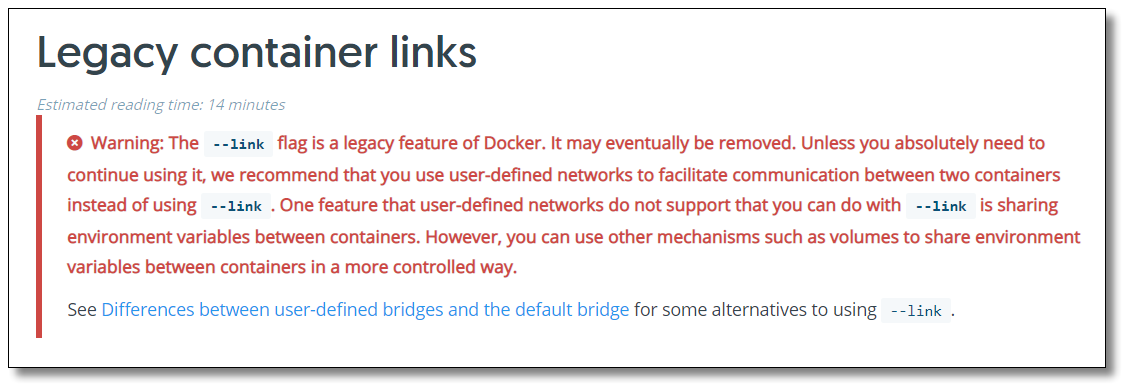 Legacy container links
Estimated reading time: 14 minutes
Warning: The --link flag is a legacy feature of Docker. It may eventually be removed. Unless you absolutely need to
continue using it, we recommend that you use user-defined networks to facilitate communication between two containers
instead of using --link . One feature that user-defined networks do not support that you can do with --link is sharing
environment variables between containers. However, you can use other mechanisms such as volumes to share environment
variables between containers in a more controlled way.
See Differences between user-defined bridges and the default bridge for some alternatives to using --link .